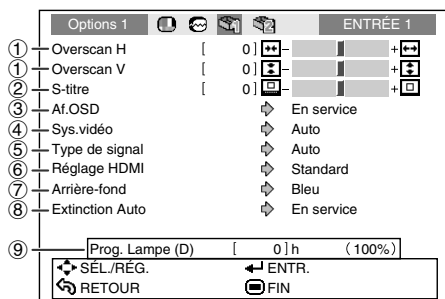 Options 1 ENTRÉE 1
① Overscan H [ 0] − +
① Overscan V [ 0] − +
② S-titre [ 0] − +
③ Af.OSD En service
④ Sys.vidéo Auto
⑤ Type de signal Auto
⑥ Réglage HDMI Standard
⑦ Arrière-fond Bleu
⑧ Extinction Auto En service
⑨ Prog. Lampe (D) [ 0] h (100%)
SÉL./RÉG. ENTR.
RETOUR FIN